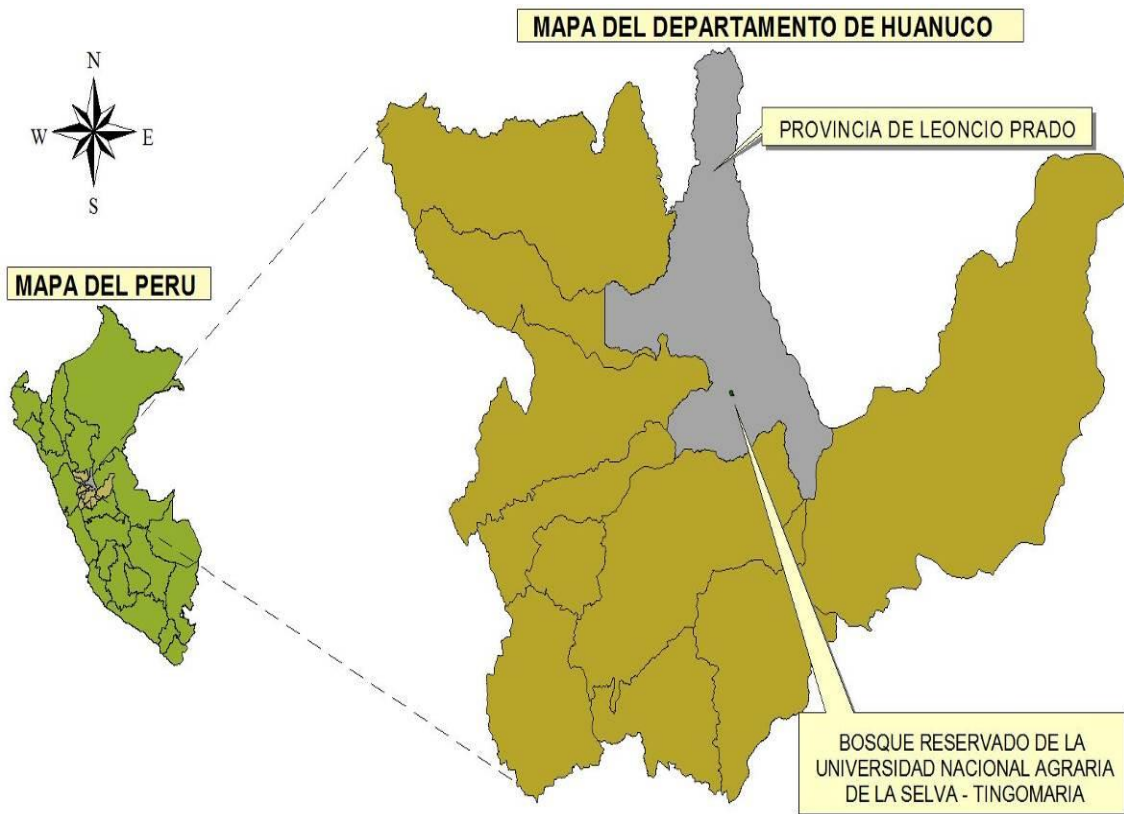 MAPA DEL DEPARTAMENTO DE HUANUCO
N
W E
S
PROVINCIA DE LEONCIO PRADO
MAPA DEL PERU
BOSQUE RESERVADO DE LA
UNIVERSIDAD NACIONAL AGRARIA
DE LA SELVA - TINGOMARIA